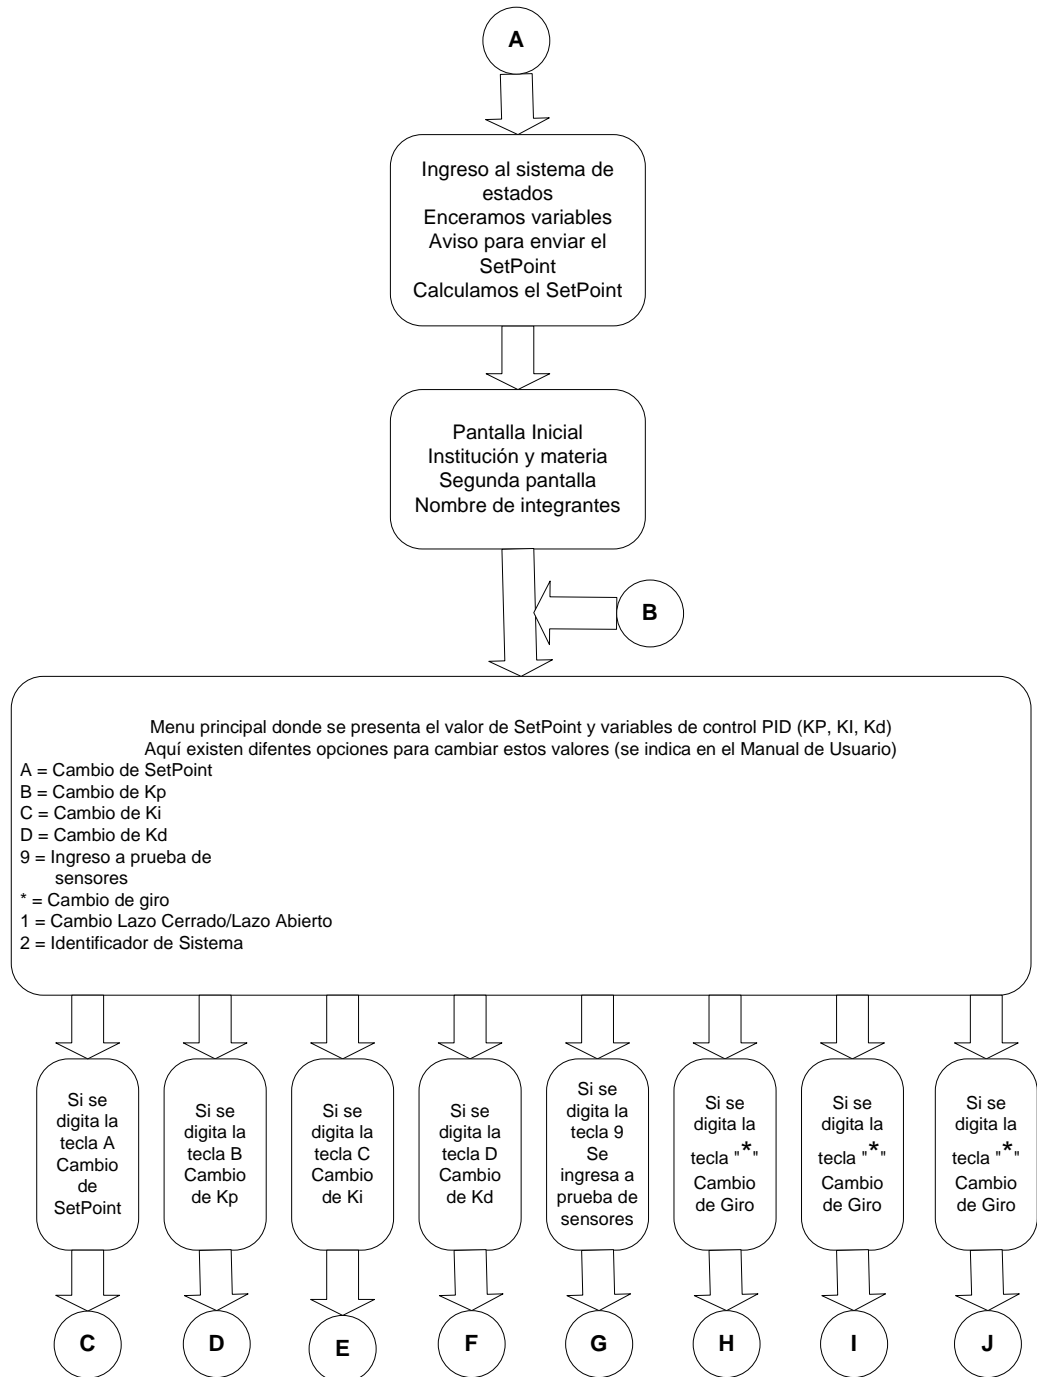 A
Ingreso al sistema de
estados
Enceramos variables
Aviso para enviar el
SetPoint
Calculamos el SetPoint
Pantalla Inicial
Institución y materia
Segunda pantalla
Nombre de integrantes
B
Menu principal donde se presenta el valor de SetPoint y variables de control PID (KP, KI, Kd)
Aquí existen difentes opciones para cambiar estos valores (se indica en el Manual de Usuario)
A = Cambio de SetPoint
B = Cambio de Kp
C = Cambio de Ki
D = Cambio de Kd
9 = Ingreso a prueba de
sensores
* = Cambio de giro
1 = Cambio Lazo Cerrado/Lazo Abierto
2 = Identificador de Sistema
Si se
digita la
tecla A
Cambio
de
SetPoint
Si se
digita la
tecla B
Cambio
de Kp
Si se
digita la
tecla C
Cambio
de Ki
Si se
digita la
tecla D
Cambio
de Kd
Si se
digita la
tecla 9
Se
ingresa a
prueba de
sensores
Si se
digita la
tecla "*"
Cambio
de Giro
Si se
digita la
tecla "*"
Cambio
de Giro
Si se
digita la
tecla "*"
Cambio
de Giro
C
D
E
F
G
H
I
J